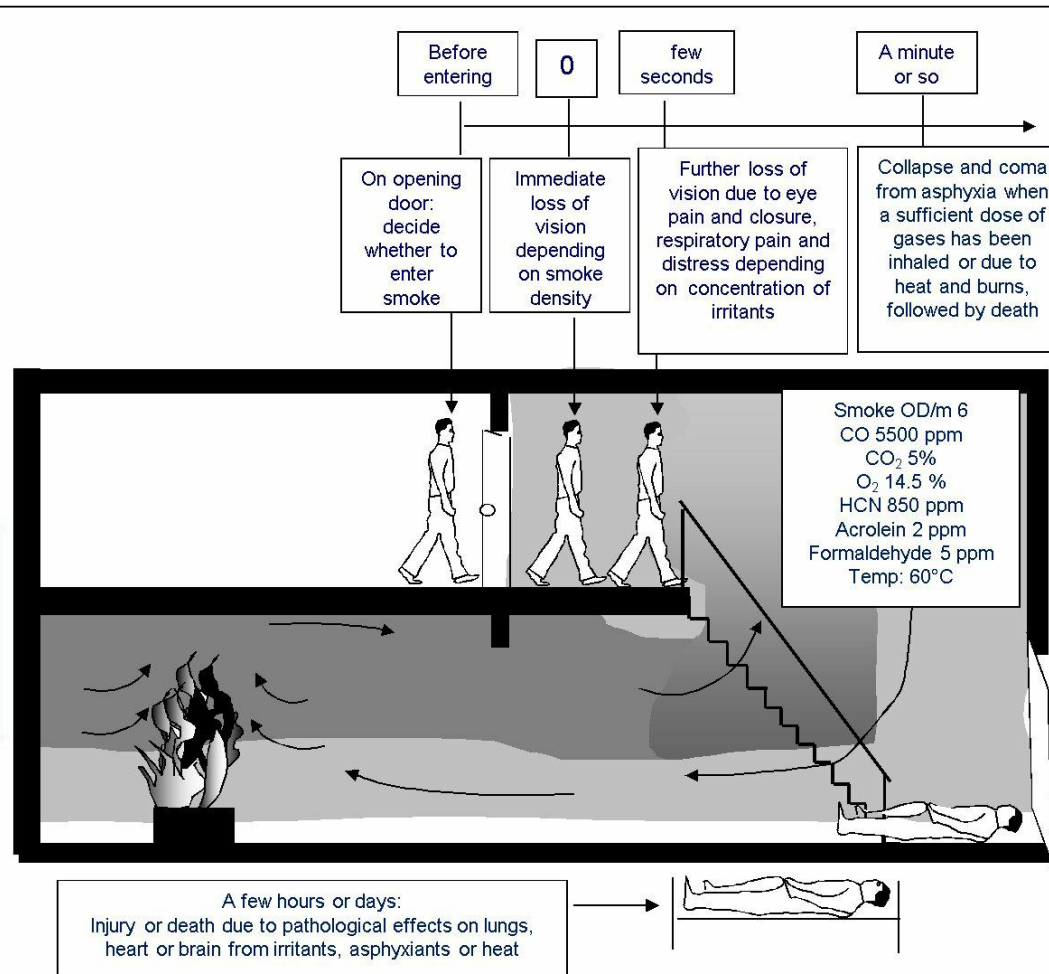 Before
entering
0
few
seconds
A minute
or so
On opening
door:
decide
whether to
enter
smoke
Immediate
loss of
vision
depending
on smoke
density
Further loss of
vision due to eye
pain and closure,
respiratory pain and
distress depending
on concentration of
irritants
Collapse and coma
from asphyxia when
a sufficient dose of
gases has been
inhaled or due to
heat and burns,
followed by death
Smoke OD/m 6
CO 5500 ppm
CO₂ 5%
O₂ 14.5 %
HCN 850 ppm
Acrolein 2 ppm
Formaldehyde 5 ppm
Temp: 60°C
A few hours or days:
Injury or death due to pathological effects on lungs,
heart or brain from irritants, asphyxiants or heat